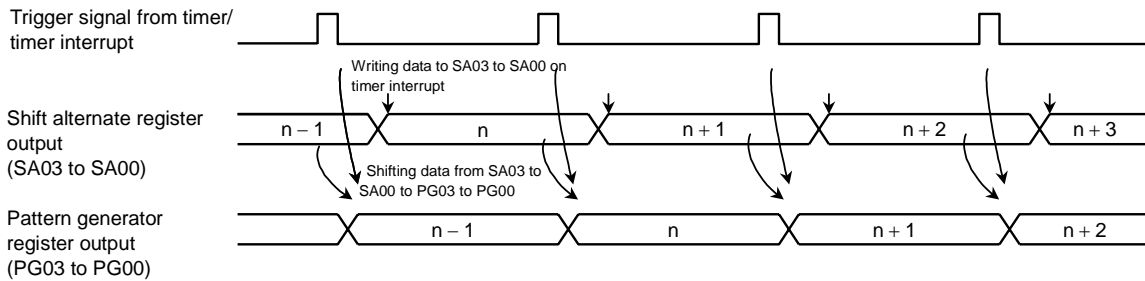 Trigger signal from timer/
timer interrupt
Writing data to SA03 to SA00 on
timer interrupt
Shift alternate register
output
(SA03 to SA00)
n − 1 n n + 1 n + 2 n + 3
Shifting data from SA03 to
SA00 to PG03 to PG00
Pattern generator
register output
(PG03 to PG00)
n − 1 n n + 1 n + 2